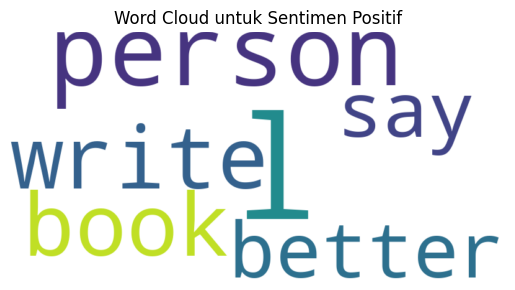 Word Cloud untuk Sentimen Positif
person
say
write
l
book
better